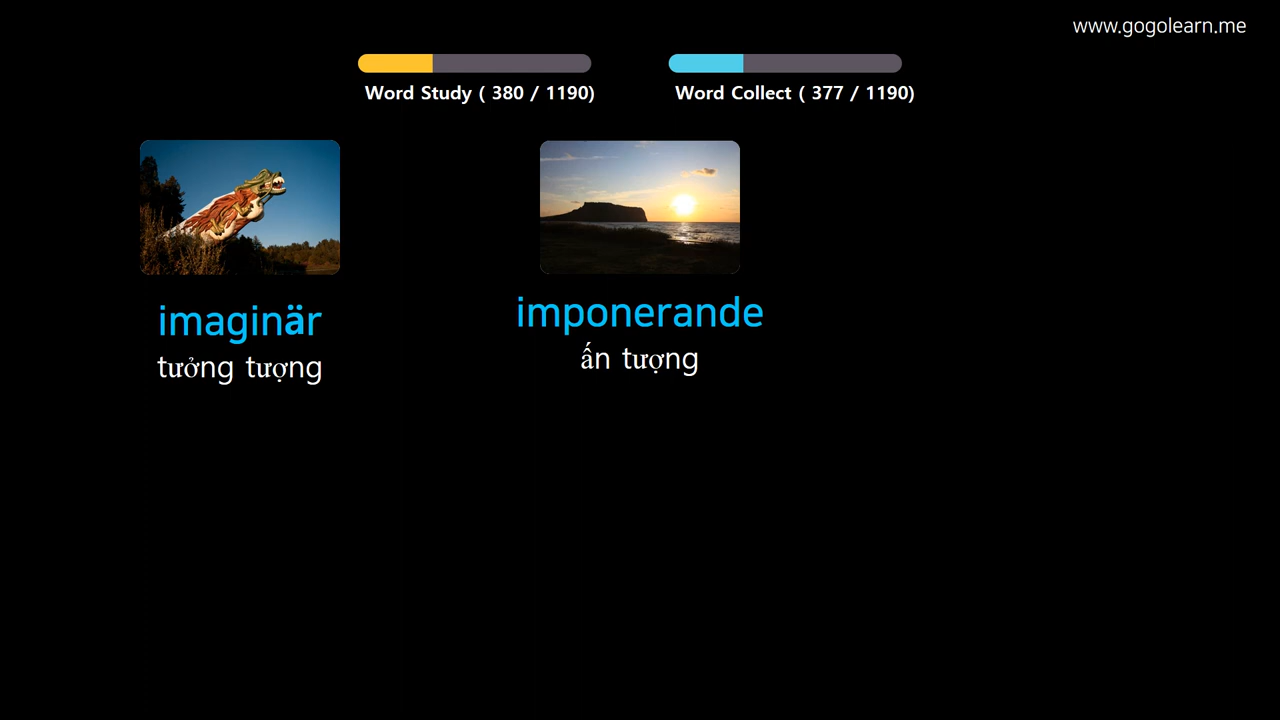 www.gogolearn.me
Word Study ( 380 / 1190)
Word Collect ( 377 / 1190)
imaginär
tưởng tượng
imponerande
ấn tượng